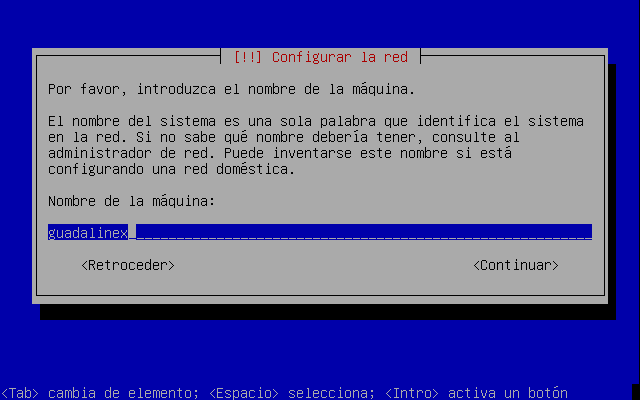 [!!] Configurar la red
Por favor, introduzca el nombre de la máquina.
El nombre del sistema es una sola palabra que identifica el sistema
en la red. Si no sabe qué nombre debería tener, consulte al
administrador de red. Puede inventarse este nombre si está
configurando una red doméstica.
Nombre de la máquina:
guadalinex
<Retroceder> <Continuar>
<Tab> cambia de elemento; <Espacio> selecciona; <Intro> activa un botón